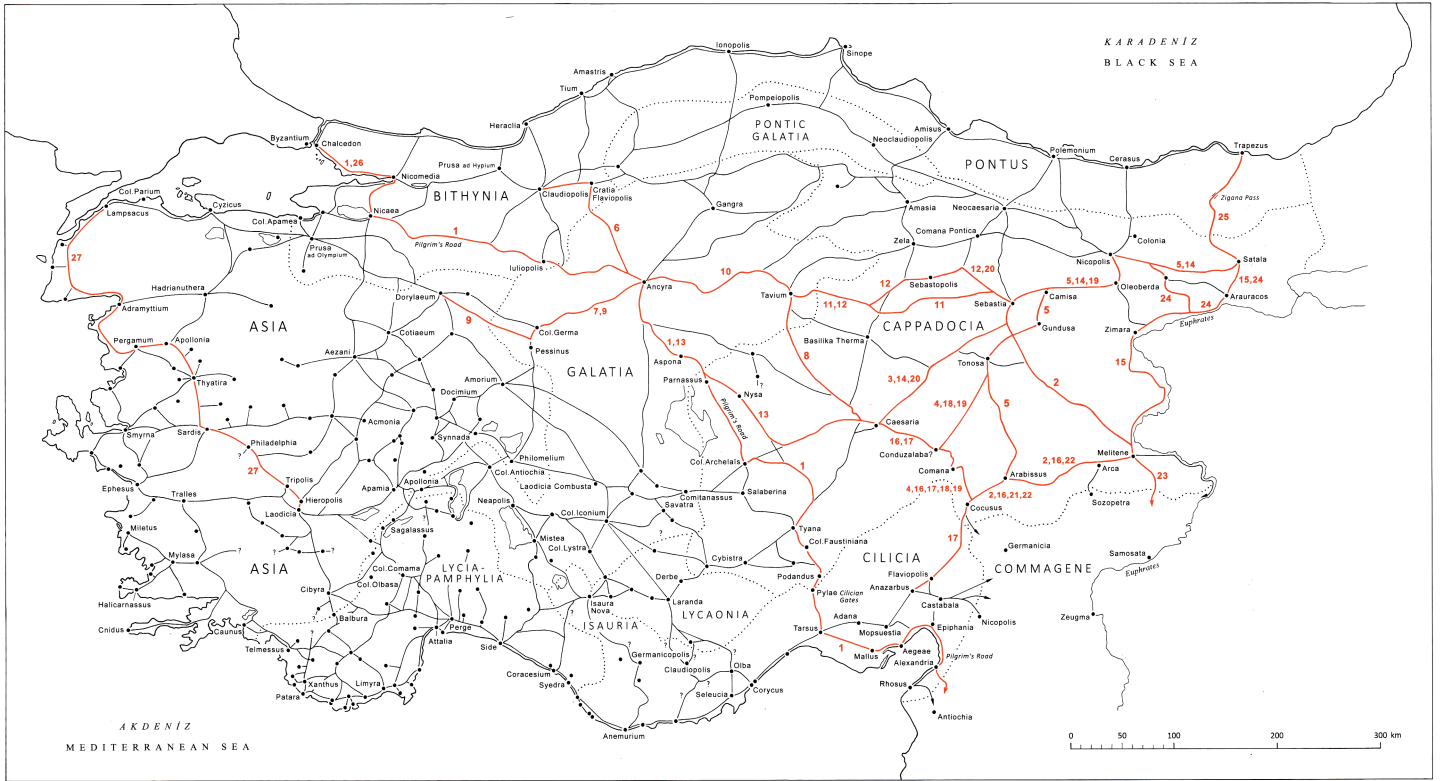 KARADENİZ
BLACK SEA
Ionopolis
Sinope
Amastris
Tium
Pompeiopolis
Heraclia
PONTIC
GALATIA
Neoclaudiopolis
Amisus
Byzantium
Chalcedon
1,26
Nicomedia
Prusa ad Hypium
PONTUS
Polemonium
Cerasus
Trapezus
BITHYNIA
Claudiopolis
Cratia
Flaviopolis
Col.Parium
Lampsacus
Cyzicus
Col.Apamea
Nicaea
Gangra
Amasia
Neocaesaria
Zigana Pass
25
27
Prusa
ad Olympium
1
Pilgrim's Road
6
Zela
Comana Pontica
Colonia
Iuliopolis
Nicopolis
5,14
Satala
Hadrianuthera
Dorylaeum
Ancyra
10
Tavium
12
Sebastopolis
12,20
5,14,19
Oleoberda
15,24
Arauracos
24
24
Euphrates
Adramyttium
11,12
11
Sebastia
Camisa
5
Gundusa
Zimara
ASIA
Cotiaeum
9
7,9
Col.Germa
Pessinus
CAPPADOCIA
Basilika Therma
Pergamum
Apollonia
Aezani
1,13
Aspona
8
Tonosa
15
Thyatira
GALATIA
Parnassus
I?
3,14,20
2
Docimium
Amorium
Nysa
Pilgrim's Road
13
4,18,19
5
Smyrna
Sardis
Acmonia
Synnada
Caesaria
16,17
Philadelphia
?
Conduzalaba?
27
Philomelium
Col.Antiochia
Col.Archelaïs
1
Comana
2,16,22
Melitene
Arca
23
Ephesus
Tralles
Tripolis
Hieropolis
Apamia
Apollonia
Laodicia Combusta
Comitanassus
Salaberina
Arabissus
4,16,17,18,19
2,16,21,22
Sozopetra
Laodicia
?
Neapolis
Savatra
Cocusus
Miletus
Sagalassus
Col.Iconium
Tyana
17
Mylasa
?
?
Mistea
Col.Lystra
Col.Faustiniana
Germanicia
Samosata
ASIA
Col.Comama
Col.Olbasa
LYCIA-
PAMPHYLIA
Cybistra
CILICIA
COMMAGENE
Euphrates
Halicarnassus
Cibyra
Derbe
Podandus
Flaviopolis
Anazarbus
Pylae Cilician
Gates
Cnidus
Caunus
?
Balbura
?
Isaura
Nova
Laranda
LYCAONIA
Castabala
Zeugma
Perge
Attalia
ISAURIA
Adana
Mopsuestia
Epiphania
Nicopolis
Telmessus
Side
?
?
Tarsus
1
Mallus
Aegeae
Pilgrim's Road
Alexandria
Xanthus
Limyra
Coracesium
Germanicopolis
Claudiopolis
Olba
Patara
Syedra
?
Seleucia
Corycus
Rhosus
Antiochia
Anemurium
AKDENİZ
MEDITERRANEAN SEA
0
50
100
200
300 km